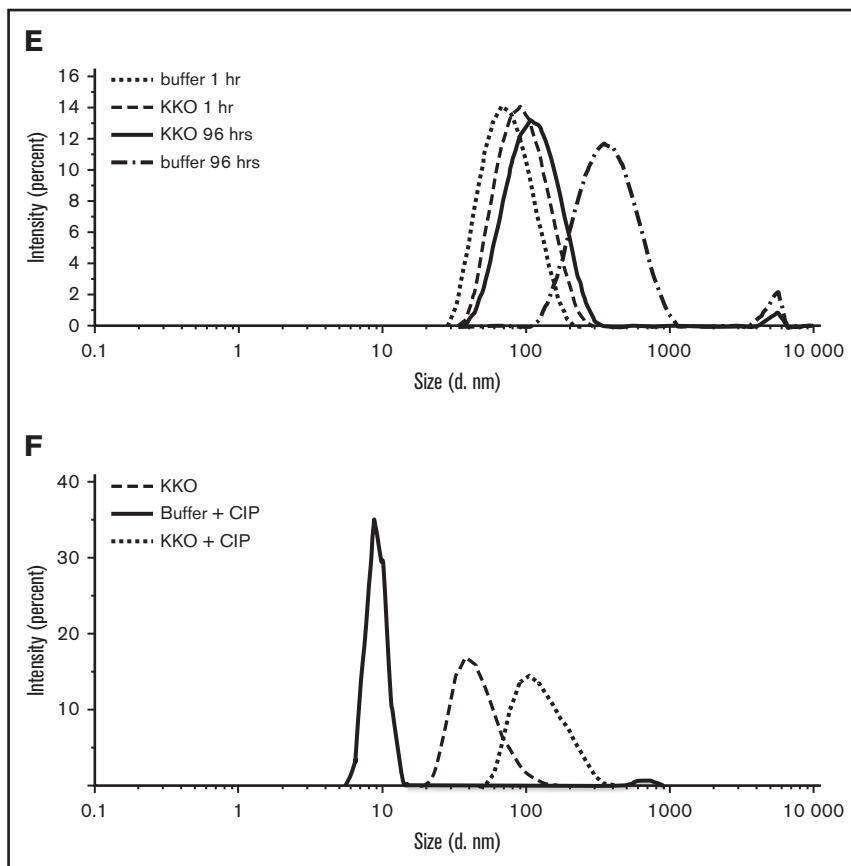 E
buffer 1 hr
KKO 1 hr
KKO 96 hrs
buffer 96 hrs
Intensity (percent)
16
14
12
10
8
6
4
2
0
0.1 1 10 100 1000 10 000
Size (d. nm)
F
KKO
Buffer + CIP
KKO + CIP
Intensity (percent)
40
30
20
10
0.1 1 10 100 1000 10 000
Size (d. nm)